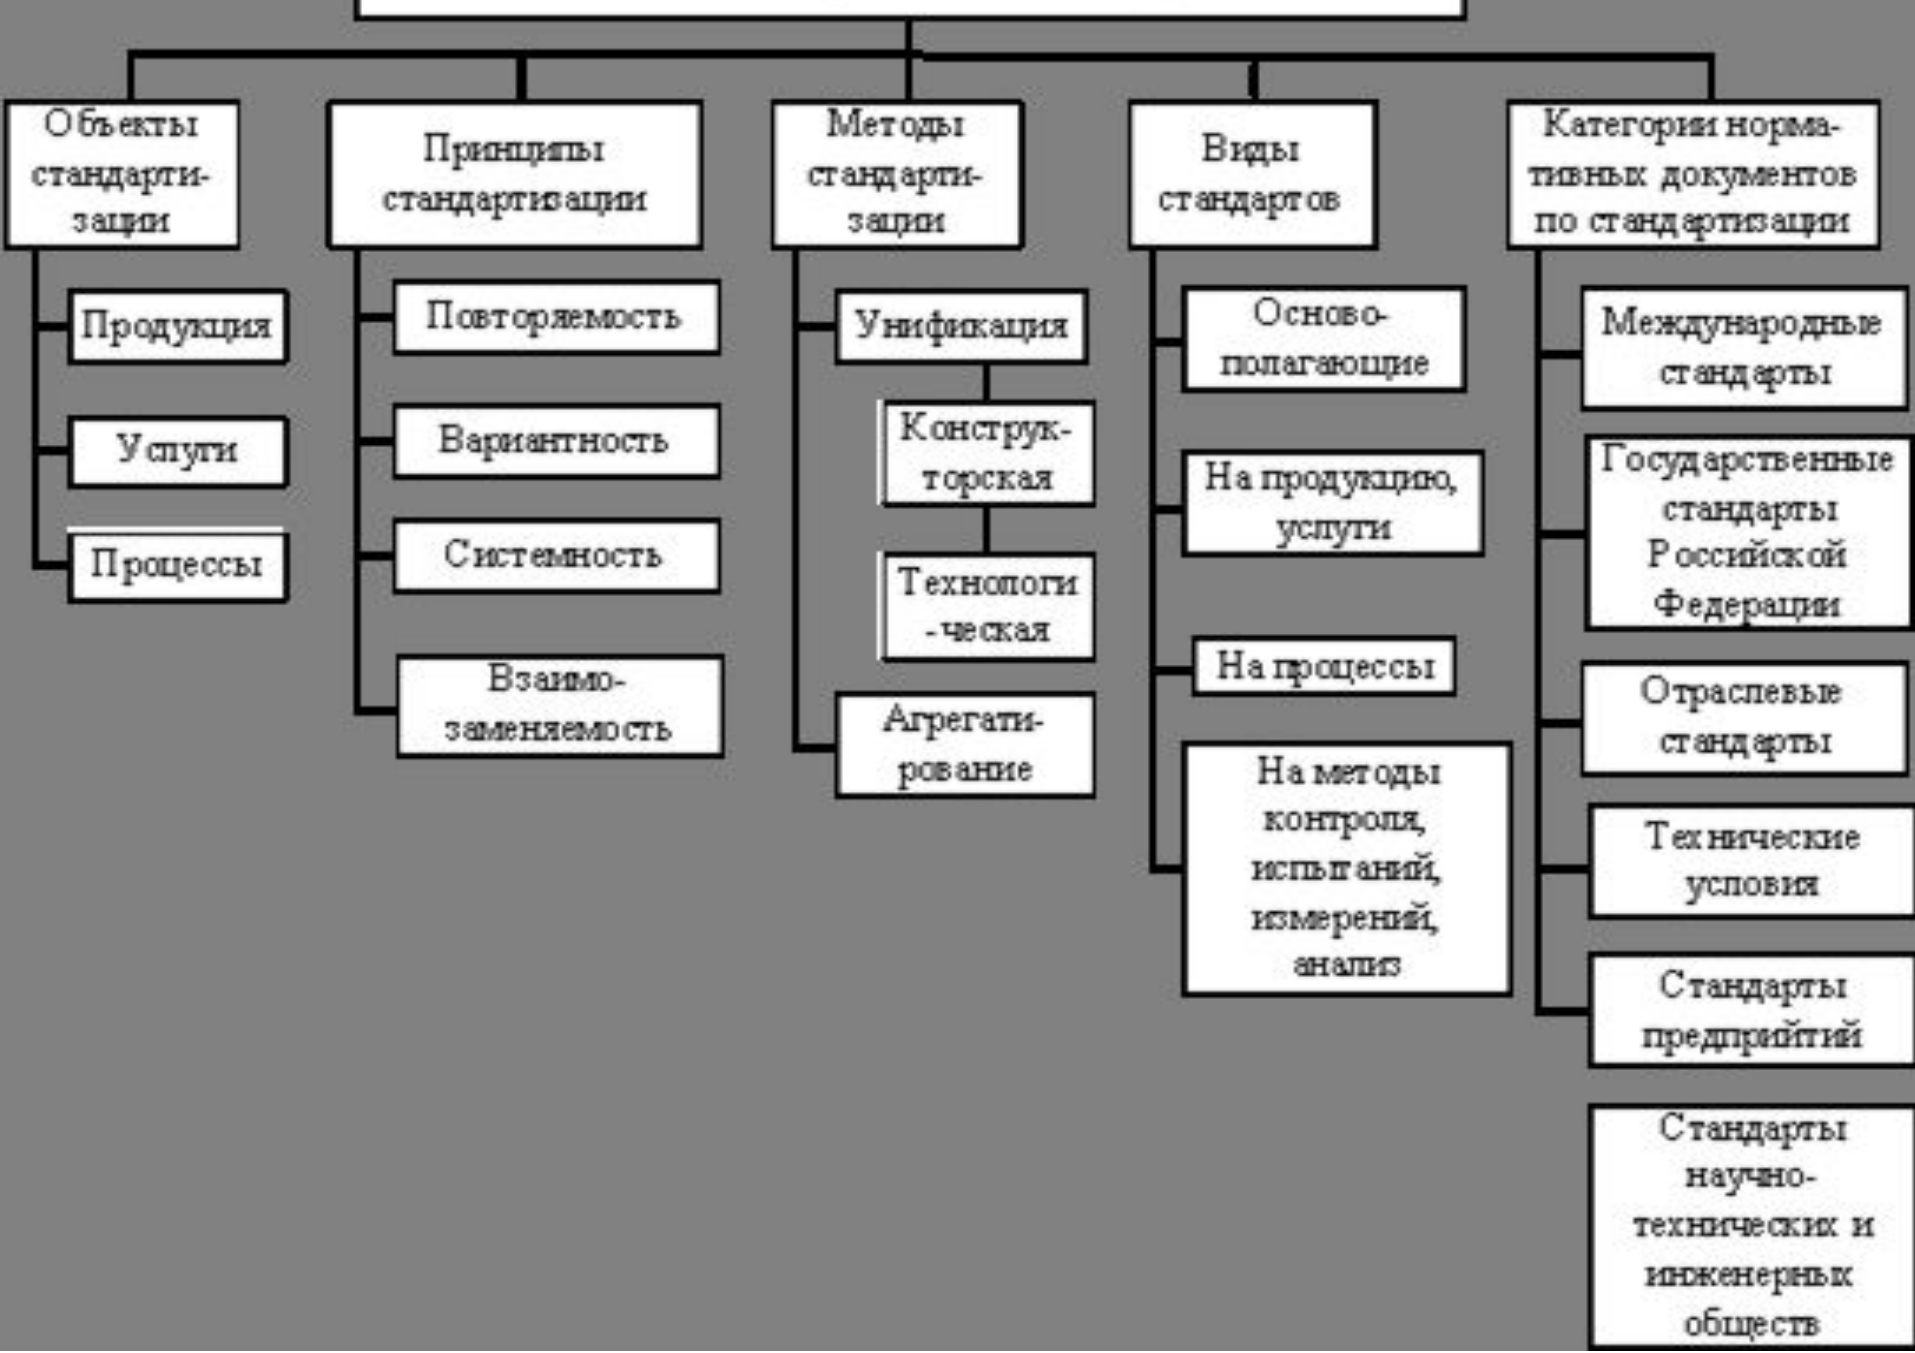 Объекты
стандарти-
зации
Продукция
Услуги
Процессы
Принципы
стандартизации
Повторяемость
Вариантность
Системность
Взаимо-
заменяемость
Методы
стандарти-
зации
Унификация
Конструк-
торская
Технологи
-ческая
Агрегати-
рование
Виды
стандартов
Осново-
полагающие
На продукцию,
услуги
На процессы
На методы
контроля,
испытаний,
измерений,
анализ
Категории норма-
тивных документов
по стандартизации
Международные
стандарты
Государственные
стандарты
Российской
Федерации
Отраслевые
стандарты
Технические
условия
Стандарты
предприйтий
Стандарты
научно-
технических и
инженерных
обществ